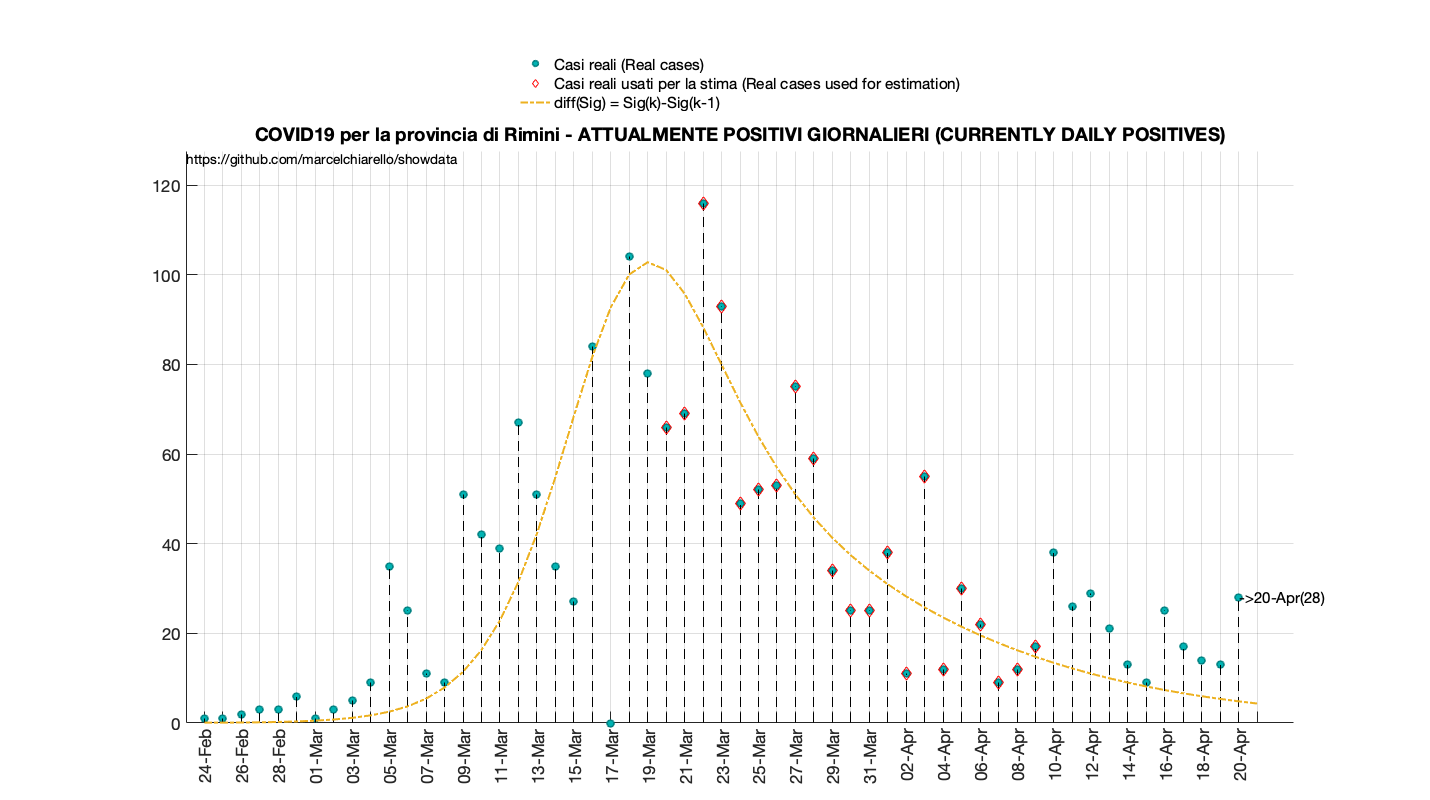 Casi reali (Real cases)
Casi reali usati per la stima (Real cases used for estimation)
diff(Sig) = Sig(k)-Sig(k-1)
COVID19 per la provincia di Rimini - ATTUALMENTE POSITIVI GIORNALIERI (CURRENTLY DAILY POSITIVES)
https://github.com/marcelchiarello/showdata
120
100
80
60
40
20
0
->20-Apr(28)
24-Feb
26-Feb
28-Feb
01-Mar
03-Mar
05-Mar
07-Mar
09-Mar
11-Mar
13-Mar
15-Mar
17-Mar
19-Mar
21-Mar
23-Mar
25-Mar
27-Mar
29-Mar
31-Mar
02-Apr
04-Apr
06-Apr
08-Apr
10-Apr
12-Apr
14-Apr
16-Apr
18-Apr
20-Apr